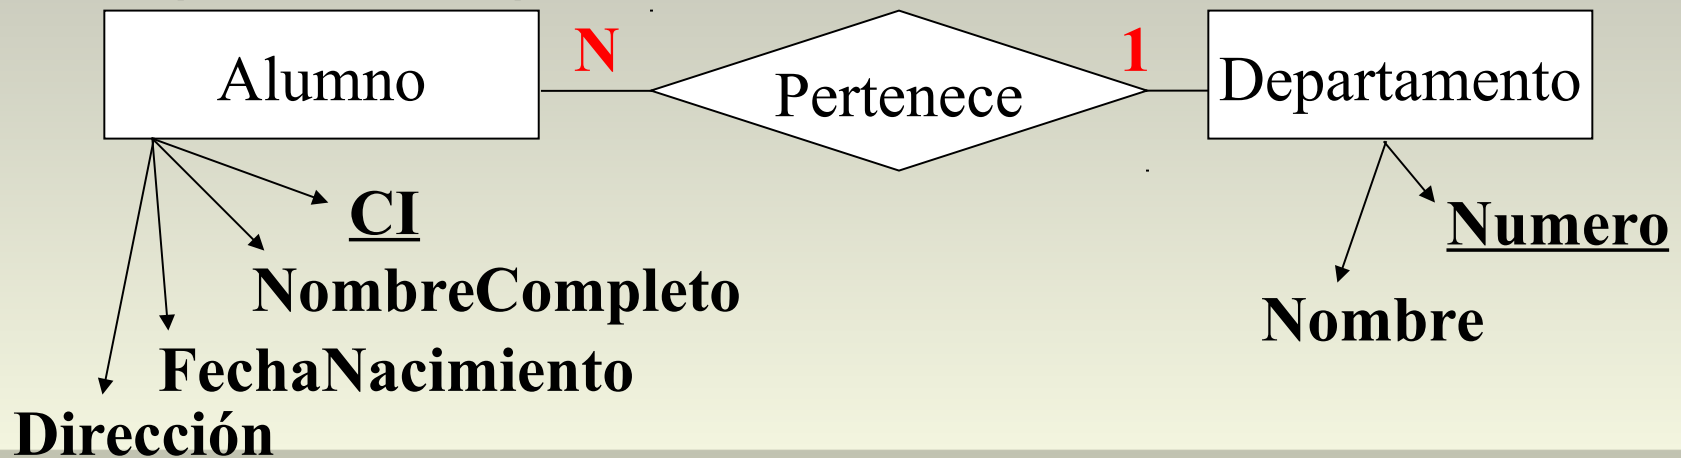 Alumno
N
Pertenece
1
Departamento
CI
NombreCompleto
FechaNacimiento
Dirección
Numero
Nombre